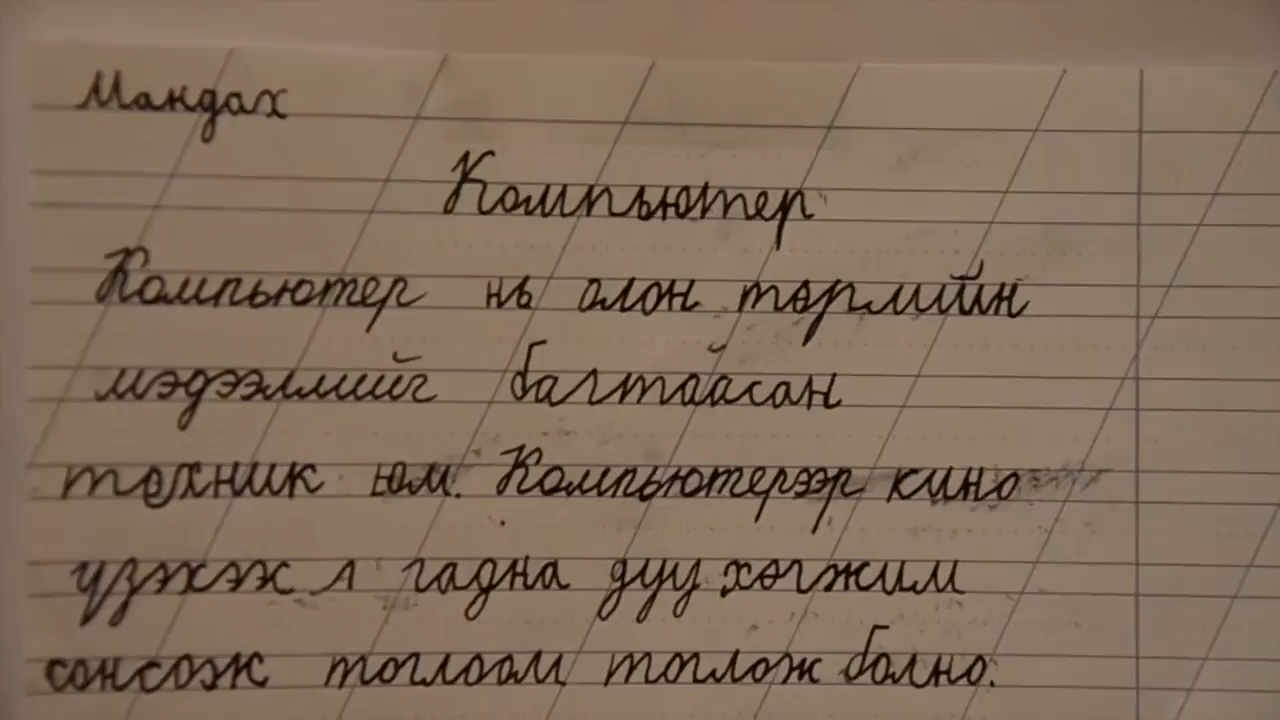 Мандах
Компьютер
Компьютер нь олон төрлийн
мэдээллийг багтаасан
техник юм. Компьютерээр кино
үзэхэж л гадна дуу хөгжим
сонсож тоглоом тоглож болно.